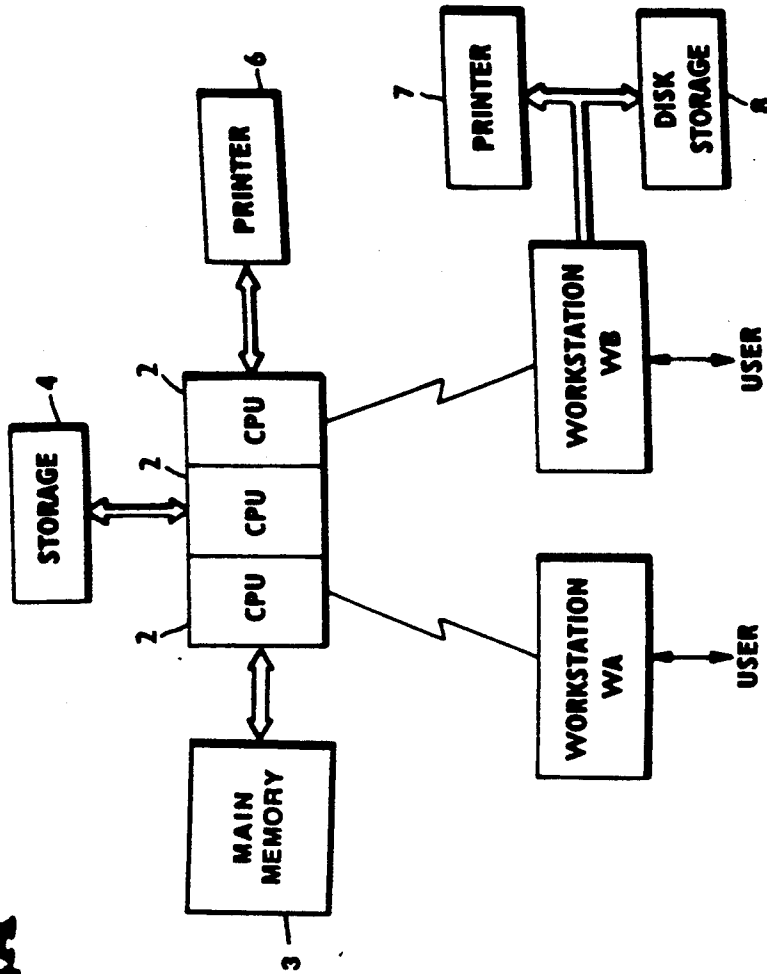 STORAGE
4
2
2
2
6
MAIN
MEMORY
3
CPU
CPU
CPU
PRINTER
7
PRINTER
WORKSTATION
WA
WORKSTATION
WB
DISK
STORAGE
8
USER
USER